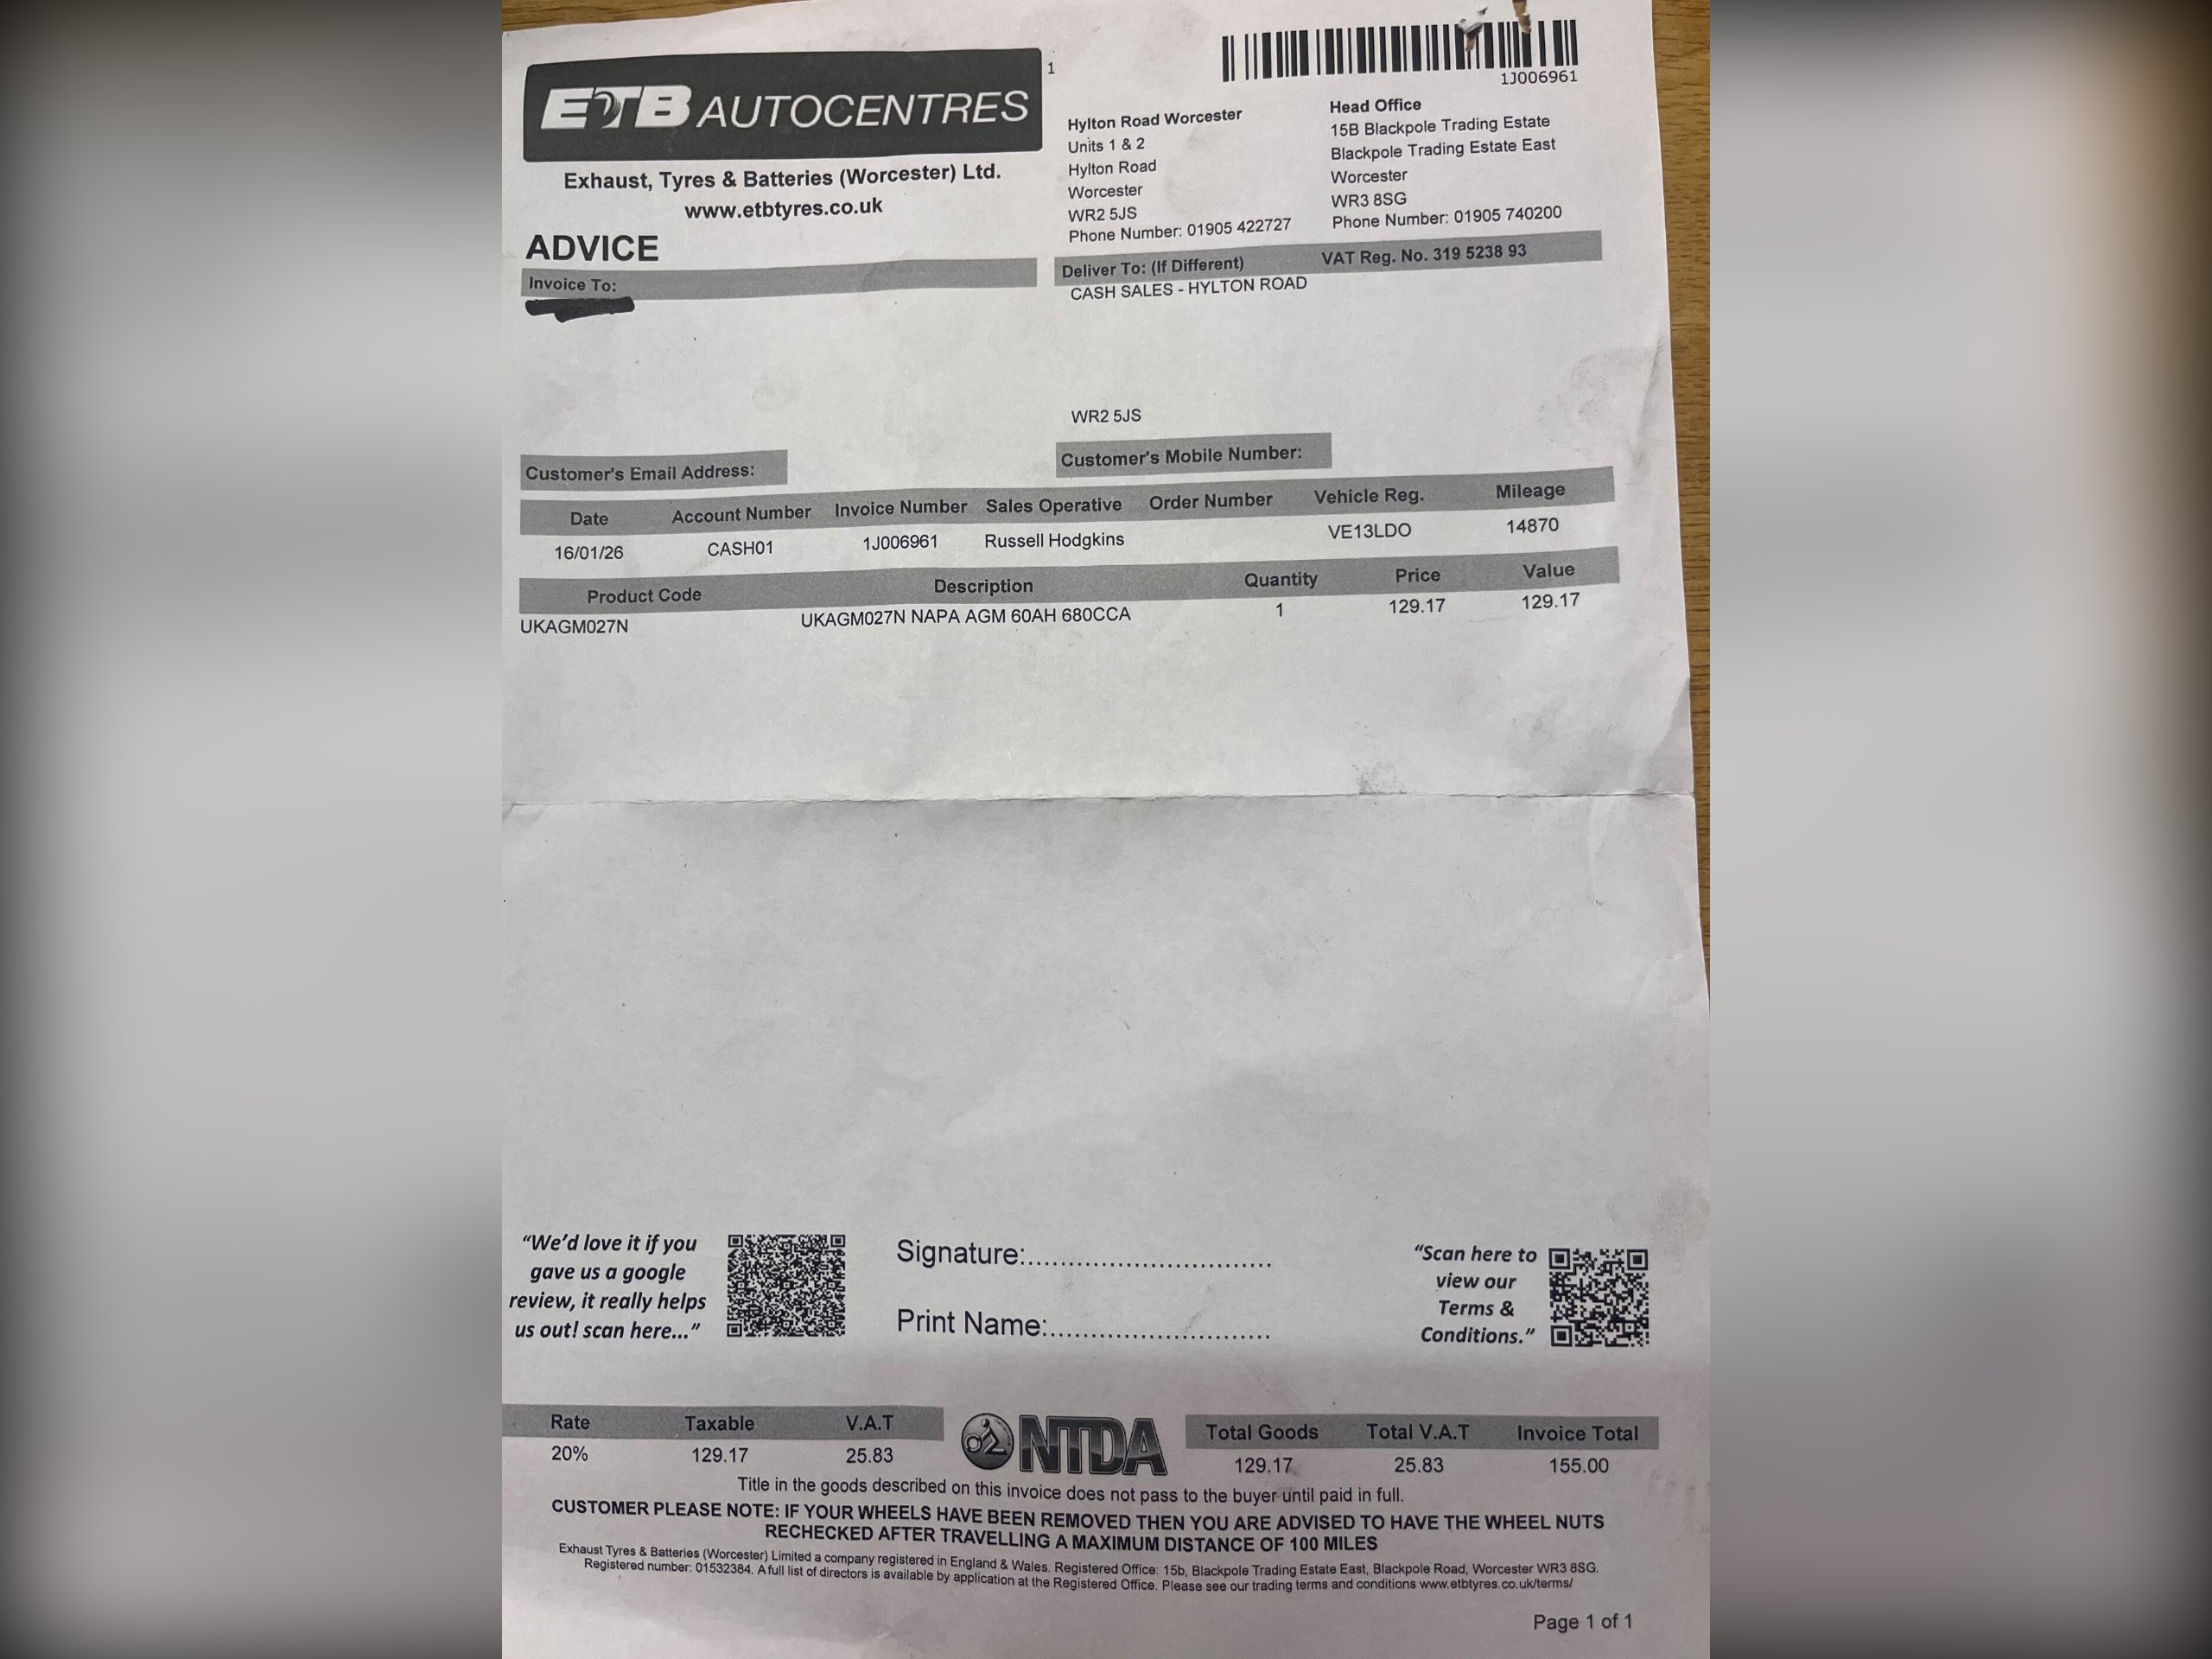 1
1J006961
ETB AUTOCENTRES
Exhaust, Tyres & Batteries (Worcester) Ltd.
www.etbtyres.co.uk
Hylton Road Worcester
Units 1 & 2
Hylton Road
Worcester
WR2 5JS
Phone Number: 01905 422727
Head Office
15B Blackpole Trading Estate
Blackpole Trading Estate East
Worcester
WR3 8SG
Phone Number: 01905 740200
ADVICE
Invoice To:
Deliver To: (If Different) VAT Reg. No. 319 5238 93
CASH SALES - HYLTON ROAD
WR2 5JS
Customer's Email Address: Customer's Mobile Number:
Date Account Number Invoice Number Sales Operative Order Number Vehicle Reg. Mileage
16/01/26 CASH01 1J006961 Russell Hodgkins VE13LDO 14870
Product Code Description Quantity Price Value
UKAGM027N UKAGM027N NAPA AGM 60AH 680CCA 1 129.17 129.17
“We’d love it if you
gave us a google
review, it really helps
us out! scan here...”
Signature:................................
Print Name:..............................
“Scan here to
view our
Terms &
Conditions.”
Rate Taxable V.A.T
20% 129.17 25.83
NTDA
Total Goods Total V.A.T Invoice Total
129.17 25.83 155.00
Title in the goods described on this invoice does not pass to the buyer until paid in full.
CUSTOMER PLEASE NOTE: IF YOUR WHEELS HAVE BEEN REMOVED THEN YOU ARE ADVISED TO HAVE THE WHEEL NUTS
RECHECKED AFTER TRAVELLING A MAXIMUM DISTANCE OF 100 MILES
Exhaust Tyres & Batteries (Worcester) Limited a company registered in England & Wales. Registered Office: 15b, Blackpole Trading Estate East, Blackpole Road, Worcester WR3 8SG.
Registered number: 01532384. A full list of directors is available by application at the Registered Office. Please see our trading terms and conditions www.etbtyres.co.uk/terms/
Page 1 of 1